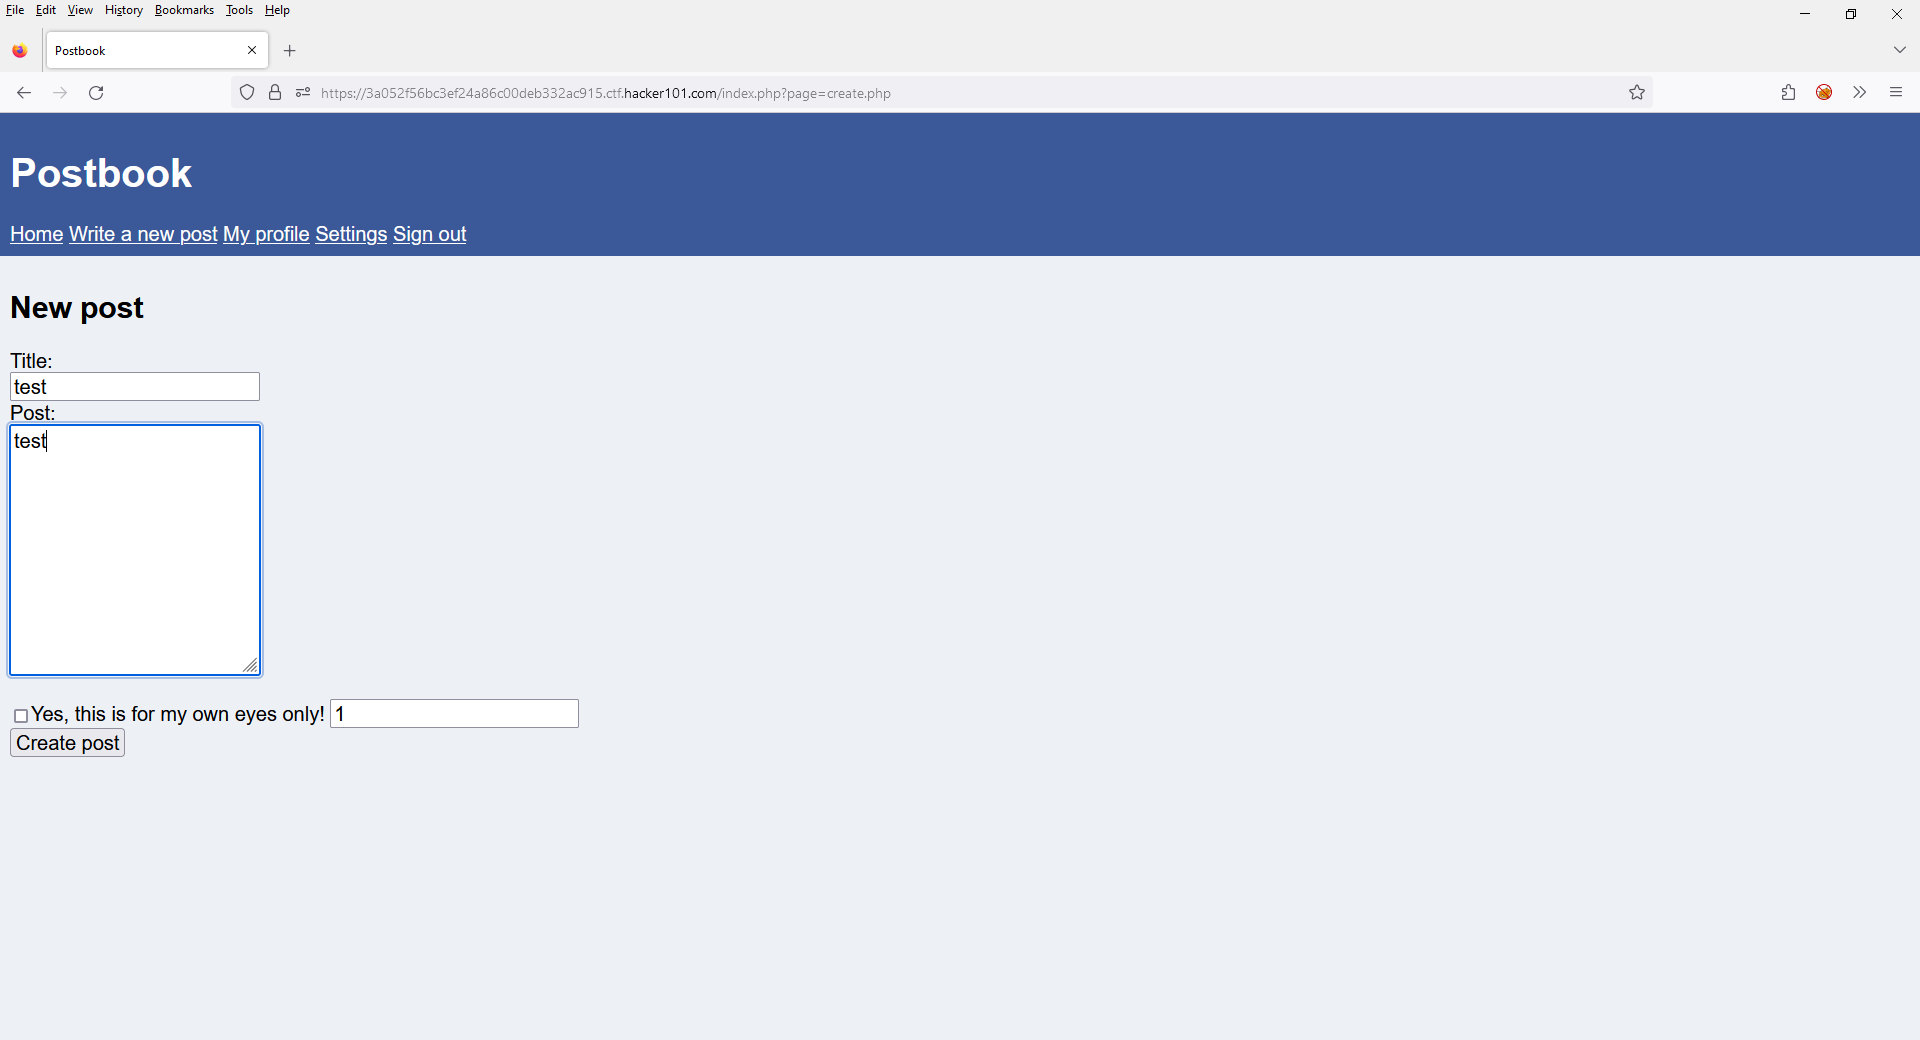 File Edit View History Bookmarks Tools Help
Postbook
https://3a052f56bc3ef24a86c00deb332ac915.ctf.hacker101.com/index.php?page=create.php
Postbook
Home Write a new post My profile Settings Sign out
New post
Title:
test
Post:
test
Yes, this is for my own eyes only! 1
Create post